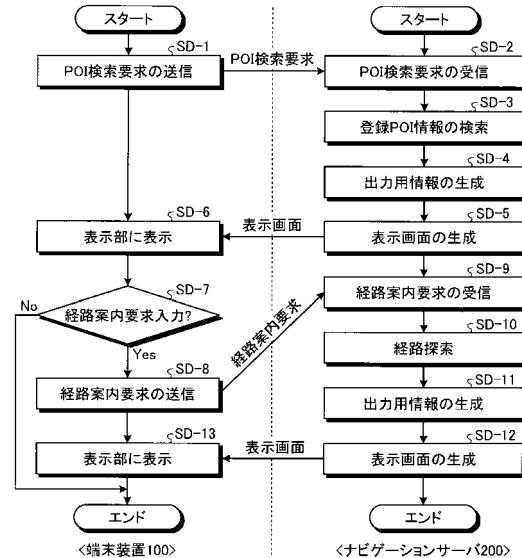 スタート
SD-1
POI検索要求の送信
SD-6
表示部に表示
SD-7
No
経路案内要求入力?
Yes
SD-8
経路案内要求の送信
SD-13
表示部に表示
エンド
<端末装置100>
POI検索要求
表示画面
経路案内要求
表示画面
スタート
SD-2
POI検索要求の受信
SD-3
登録POI情報の検索
SD-4
出力用情報の生成
SD-5
表示画面の生成
SD-9
経路案内要求の受信
SD-10
経路探索
SD-11
出力用情報の生成
SD-12
表示画面の生成
エンド
<ナビゲーションサーバ200>